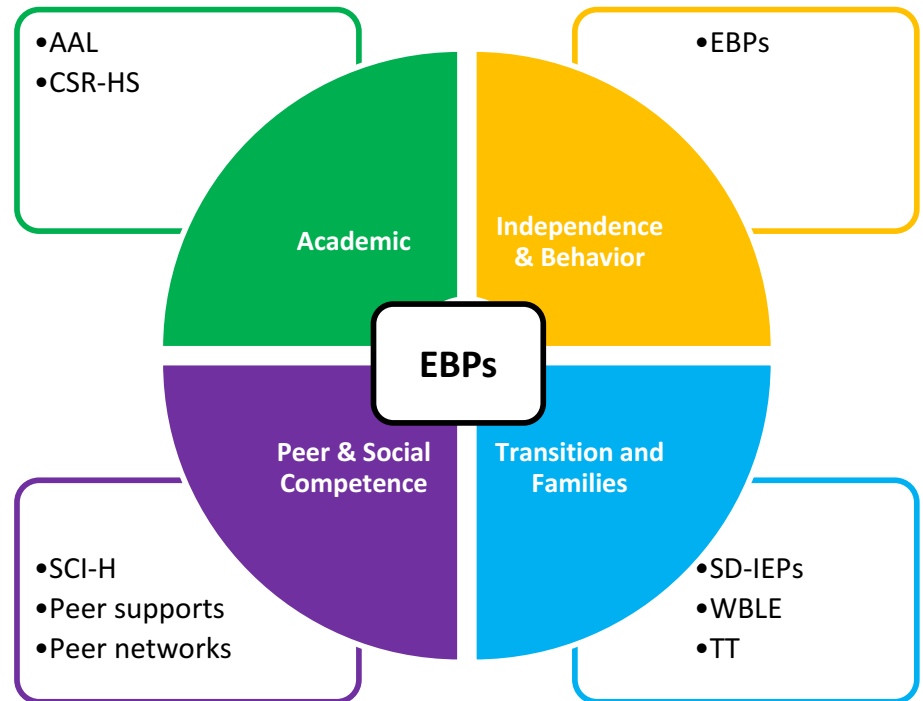 •AAL
•CSR-HS
•EBPs
Academic
Independence
& Behavior
EBPs
Peer & Social
Competence
Transition and
Families
•SCI-H
•Peer supports
•Peer networks
•SD-IEPs
•WBLE
•TT